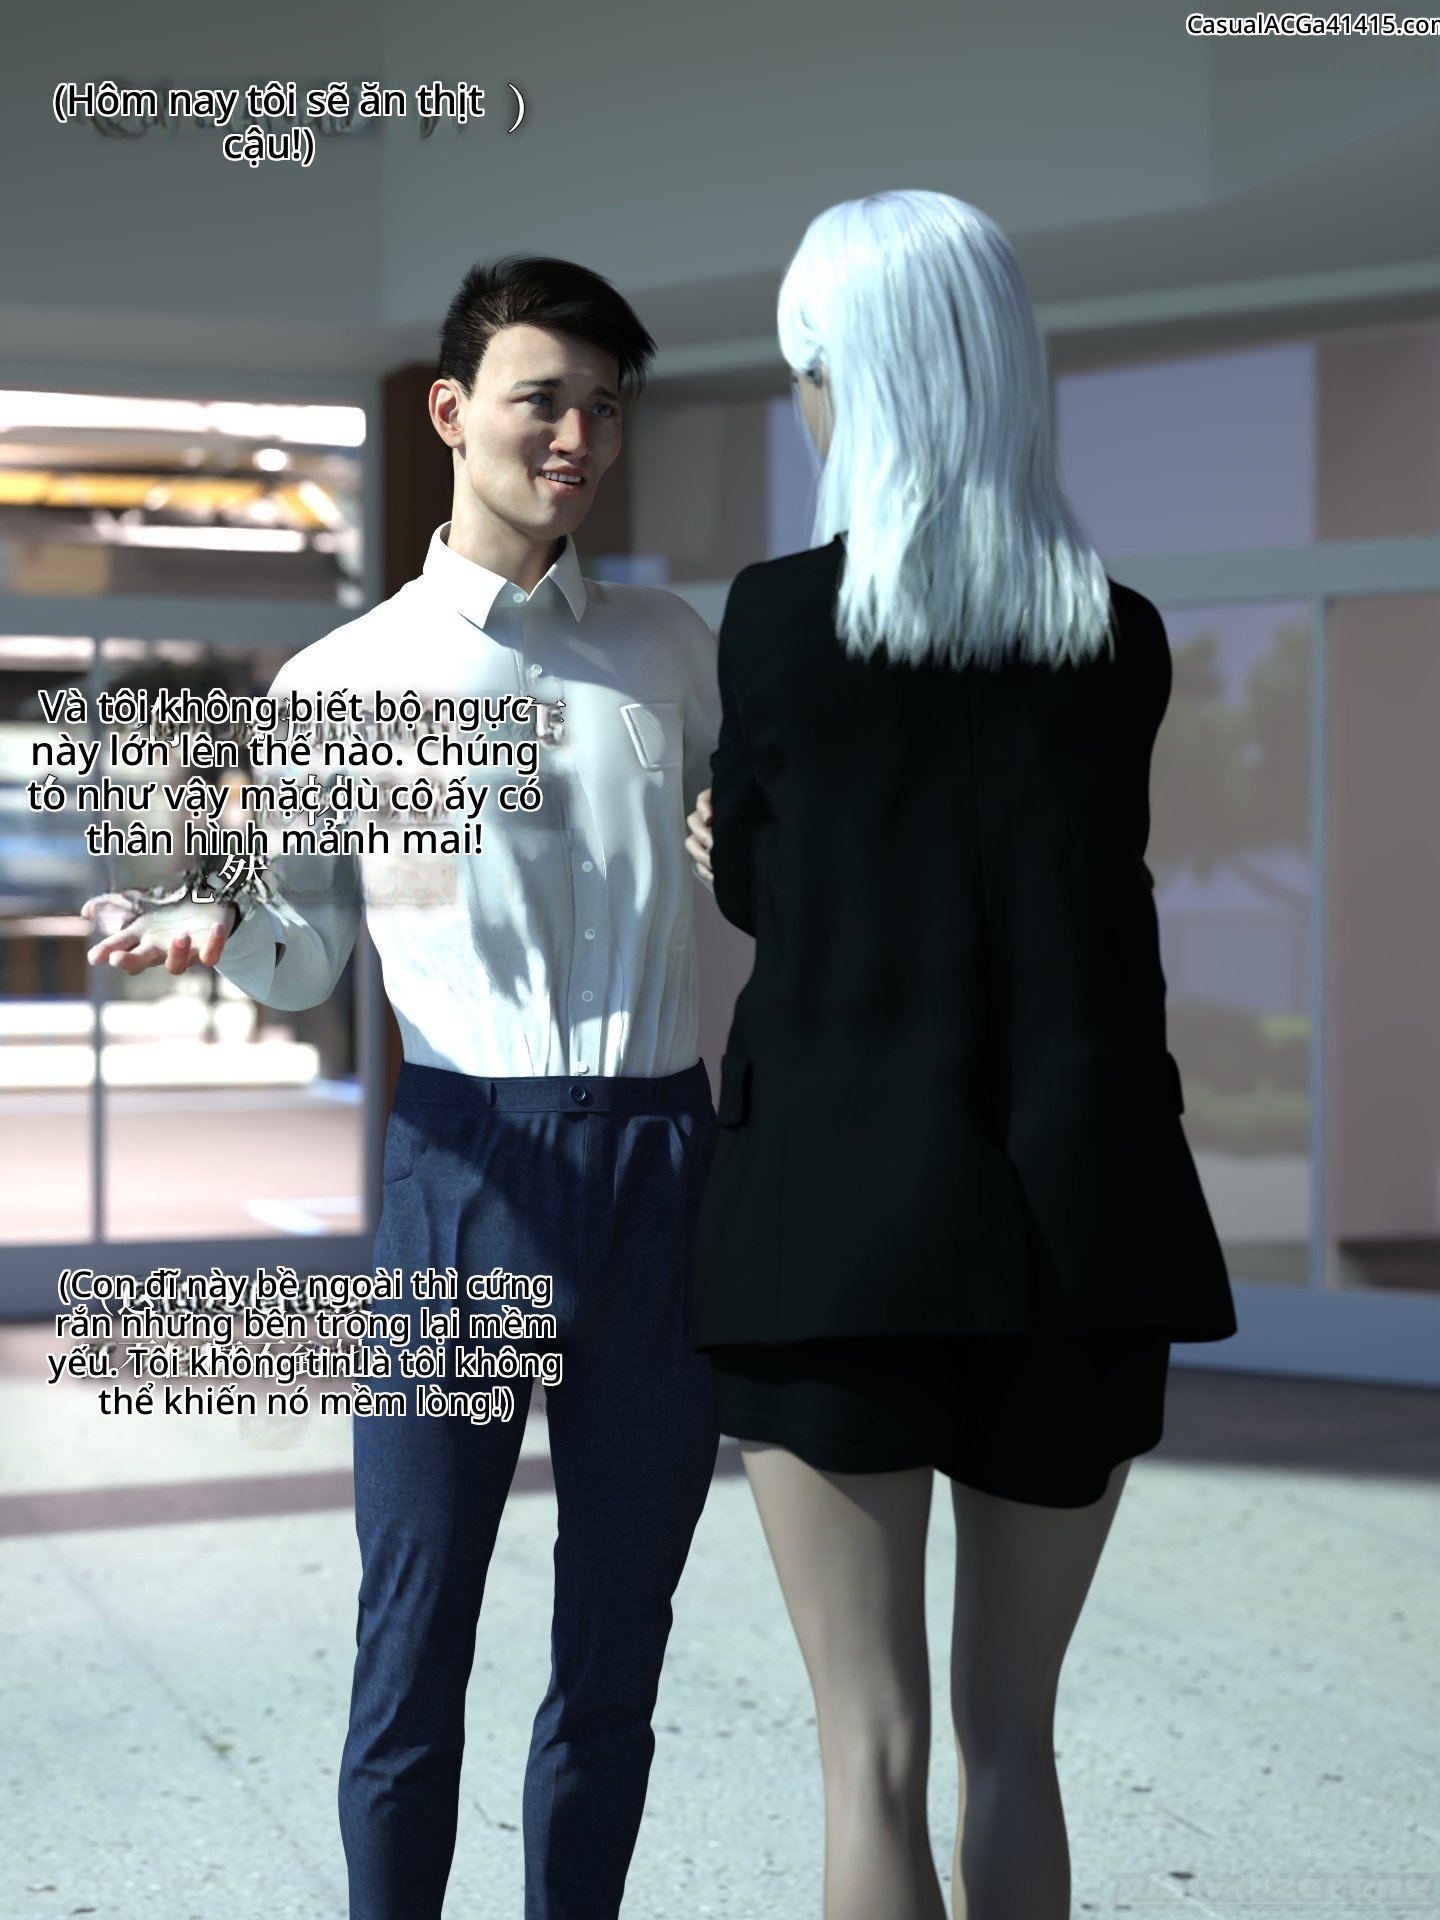 CasualACGa41415.com
(Hôm nay tôi sẽ ăn thịt )
cậu!)
Và tôi không biết bộ ngực
này lớn lên thế nào. Chúng
tó như vậy mặc dù cô ấy có
thân hình mảnh mai!
(Con đĩ này bề ngoài thì cứng
rắn nhưng bên trong lại mềm
yếu. Tôi không tin là tôi không
thể khiến nó mềm lòng!)